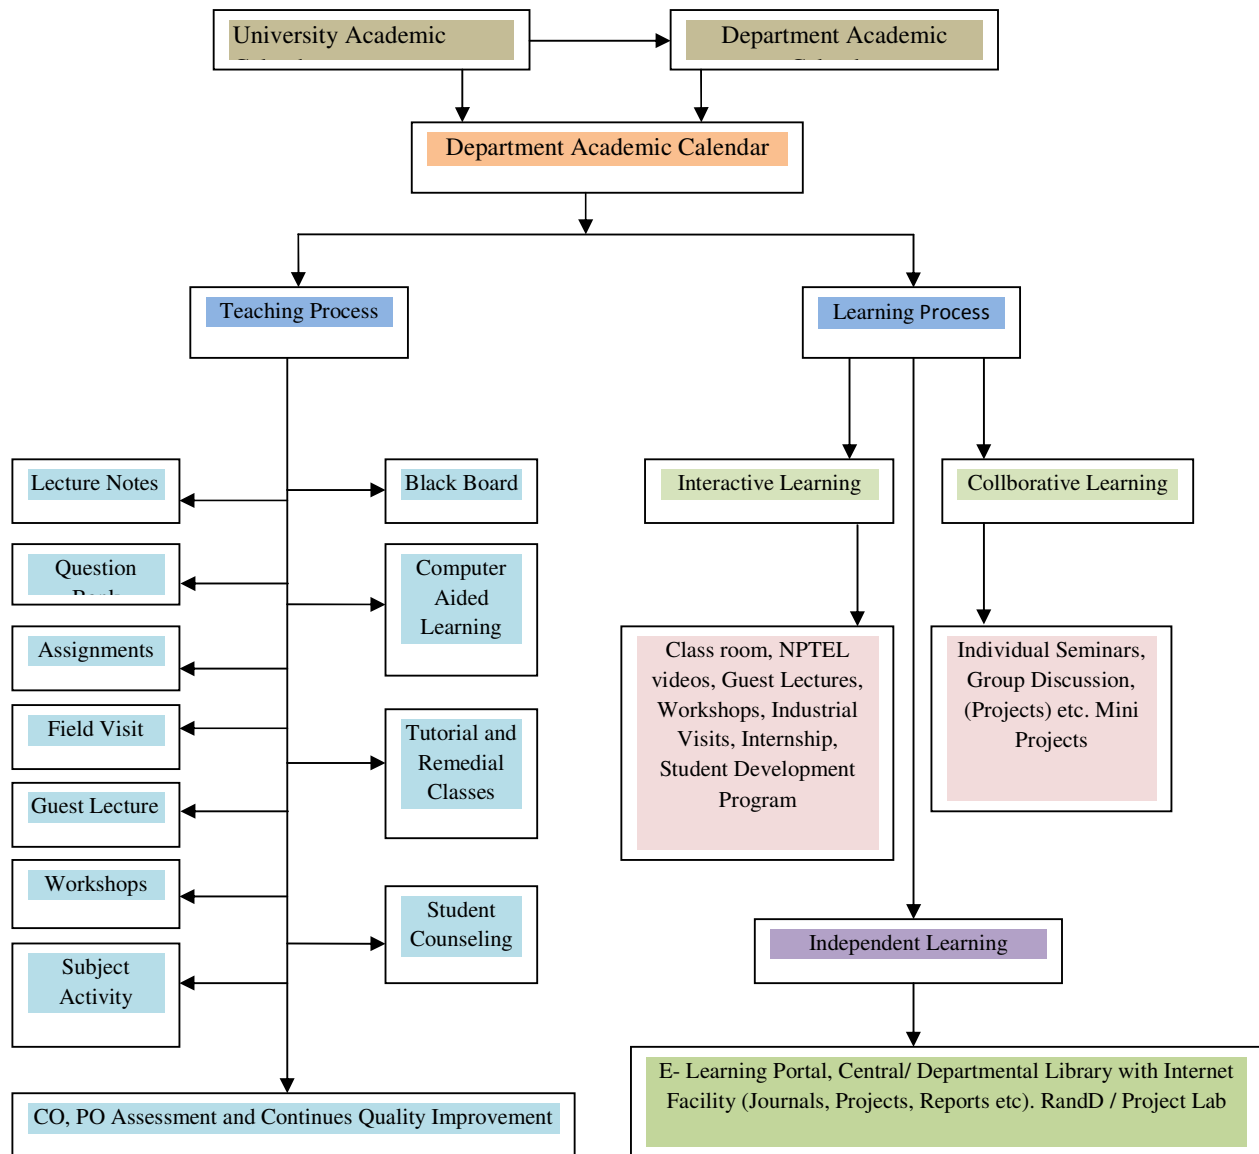 University Academic
Department Academic
Department Academic Calendar
Teaching Process
Learning Process
Lecture Notes
Black Board
Interactive Learning
Collborative Learning
Question
Computer
Aided
Learning
Assignments
Class room, NPTEL
videos, Guest Lectures,
Workshops, Industrial
Visits, Internship,
Student Development
Program
Individual Seminars,
Group Discussion,
(Projects) etc. Mini
Projects
Field Visit
Tutorial and
Remedial
Classes
Guest Lecture
Workshops
Student
Counseling
Independent Learning
Subject
Activity
E- Learning Portal, Central/ Departmental Library with Internet
Facility (Journals, Projects, Reports etc). RandD / Project Lab
CO, PO Assessment and Continues Quality Improvement